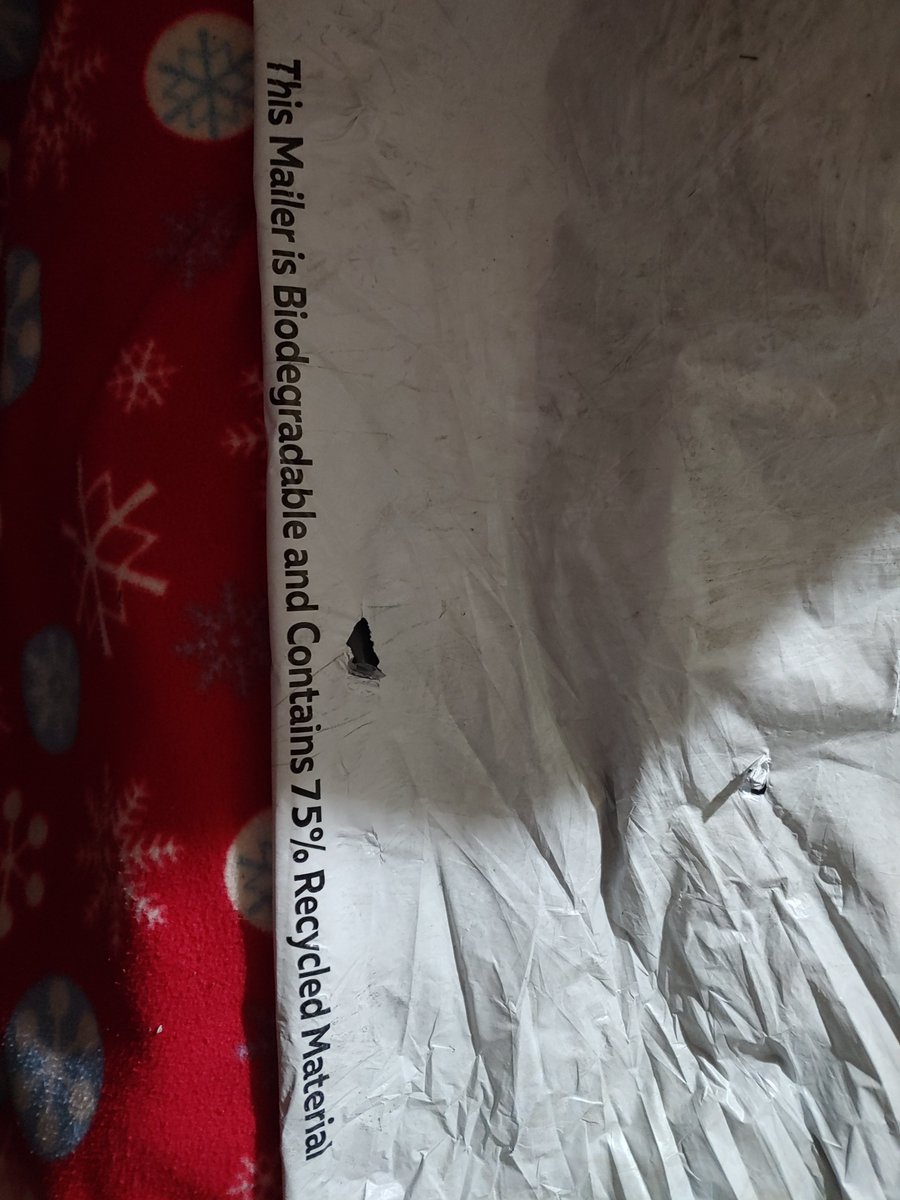 This Mailer is Biodegradable and Contains 75% Recycled Material